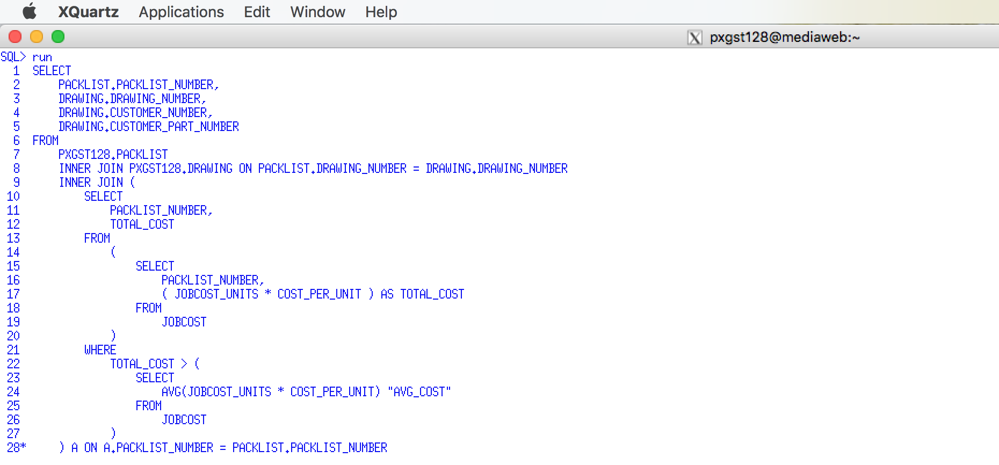 XQuartz Applications Edit Window Help
pxgst128@mediaweb:~
SQL> run
  1  SELECT
  2      PACKLIST.PACKLIST_NUMBER,
  3      DRAWING.DRAWING_NUMBER,
  4      DRAWING.CUSTOMER_NUMBER,
  5      DRAWING.CUSTOMER_PART_NUMBER
  6  FROM
  7      PXGST128.PACKLIST
  8      INNER JOIN PXGST128.DRAWING ON PACKLIST.DRAWING_NUMBER = DRAWING.DRAWING_NUMBER
  9      INNER JOIN (
 10          SELECT
 11              PACKLIST_NUMBER,
 12              TOTAL_COST
 13          FROM
 14              (
 15                  SELECT
 16                      PACKLIST_NUMBER,
 17                      ( JOBCOST_UNITS * COST_PER_UNIT ) AS TOTAL_COST
 18                  FROM
 19                      JOBCOST
 20              )
 21          WHERE
 22              TOTAL_COST > (
 23                  SELECT
 24                      AVG(JOBCOST_UNITS * COST_PER_UNIT) "AVG_COST"
 25                  FROM
 26                      JOBCOST
 27              )
 28*     ) A ON A.PACKLIST_NUMBER = PACKLIST.PACKLIST_NUMBER